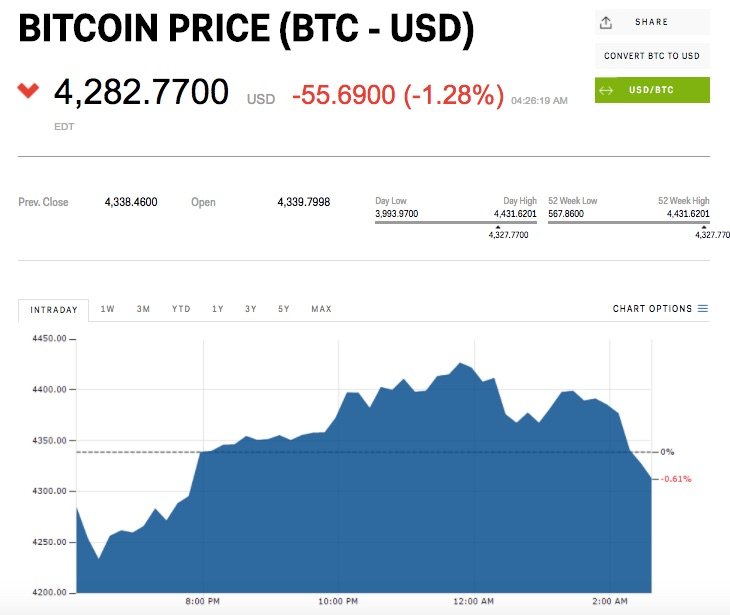 BITCOIN PRICE (BTC - USD)
SHARE
CONVERT BTC TO USD
USD/BTC
4,282.7700 USD -55.6900 (-1.28%) 04:26:19 AM
EDT
Prev. Close 4,338.4600 Open 4,339.7998
Day Low Day High 52 Week Low 52 Week High
3,993.9700 4,431.6201 567.8600 4,431.6201
4,327.7700 4,327.770
INTRADAY 1W 3M YTD 1Y 3Y 5Y MAX CHART OPTIONS
4450.00
4400.00
4350.00
0%
4300.00
-0.61%
4250.00
4200.00
8:00 PM 10:00 PM 12:00 AM 2:00 AM